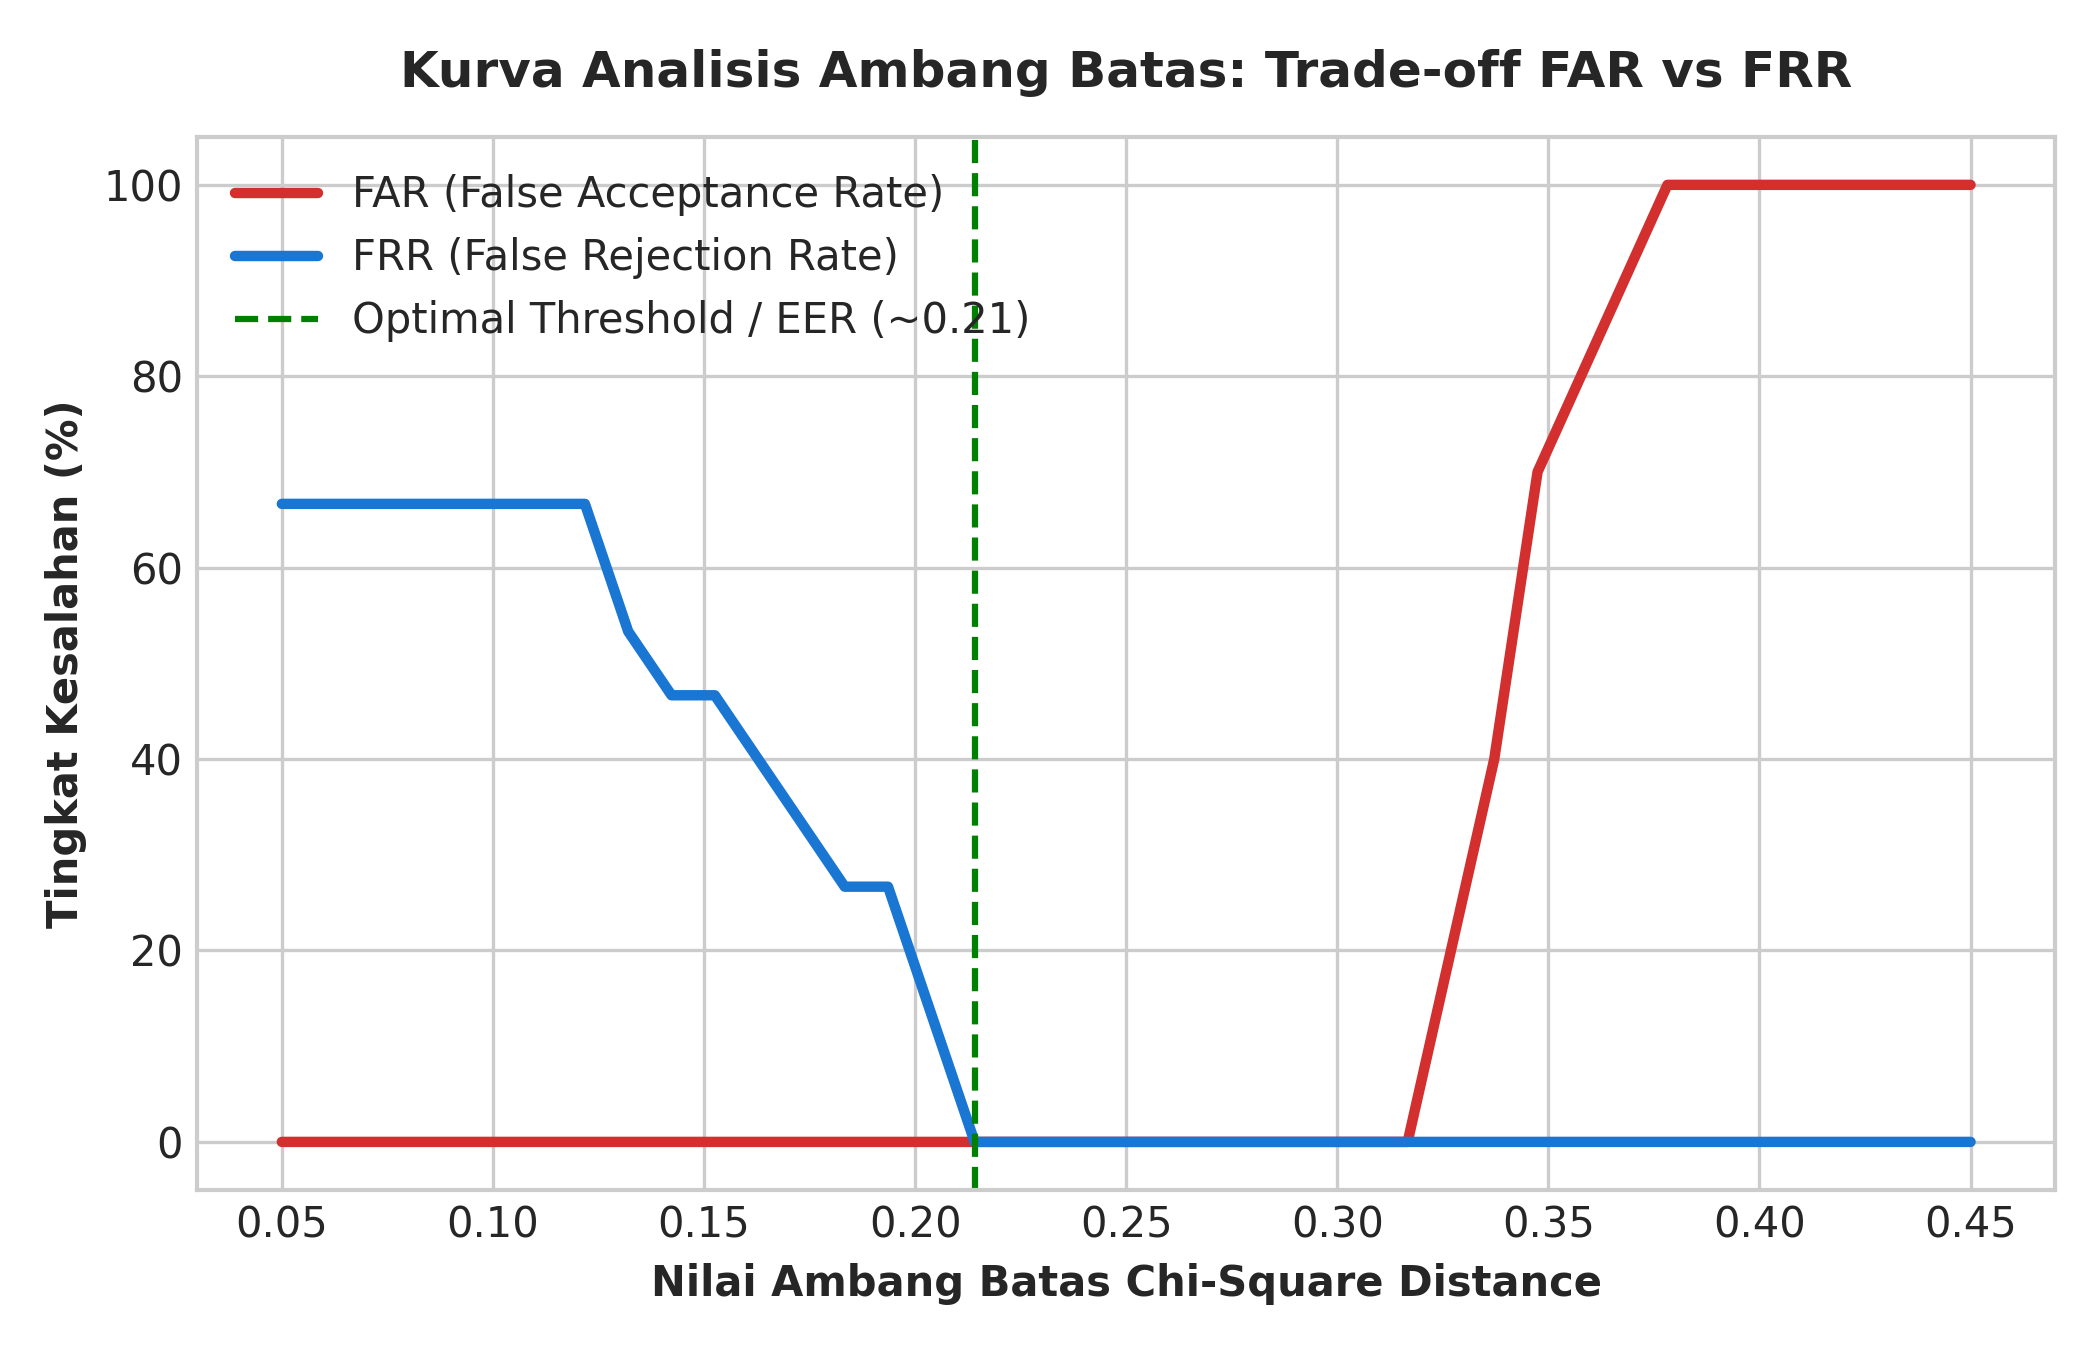 Kurva Analisis Ambang Batas: Trade-off FAR vs FRR
FAR (False Acceptance Rate)
FRR (False Rejection Rate)
Optimal Threshold / EER (~0.21)
Tingkat Kesalahan (%)
100
80
60
40
20
0
0.05 0.10 0.15 0.20 0.25 0.30 0.35 0.40 0.45
Nilai Ambang Batas Chi-Square Distance